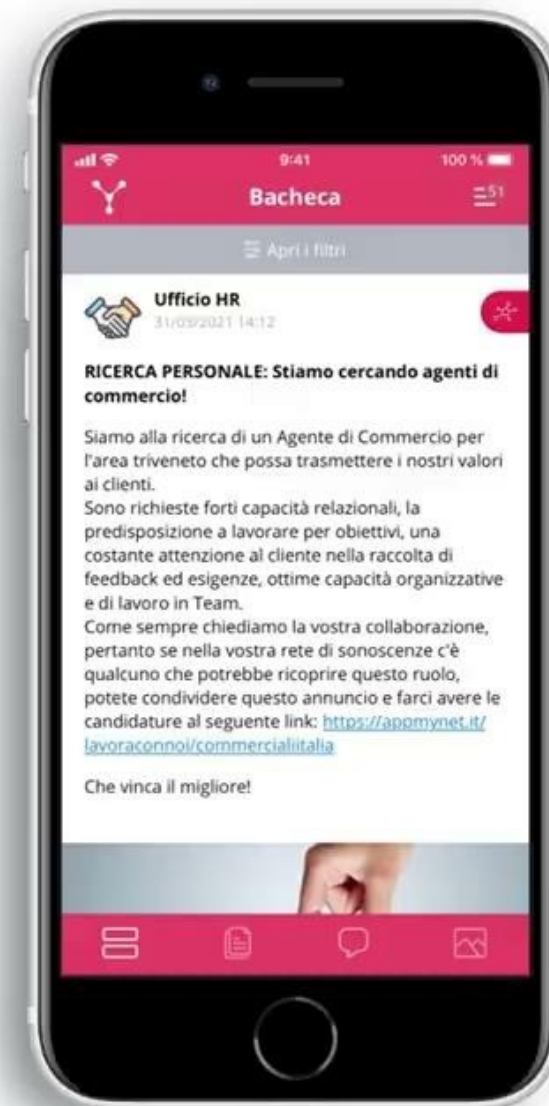 9:41
100 %
Bacheca
51
Apri i filtri
Ufficio HR
31/03/2021 14:12
RICERCA PERSONALE: Stiamo cercando agenti di
commercio!
Siamo alla ricerca di un Agente di Commercio per
l'area triveneto che possa trasmettere i nostri valori
ai clienti.
Sono richieste forti capacità relazionali, la
predisposizione a lavorare per obiettivi, una
costante attenzione al cliente nella raccolta di
feedback ed esigenze, ottime capacità organizzative
e di lavoro in Team.
Come sempre chiediamo la vostra collaborazione,
pertanto se nella vostra rete di sonoscenze c'è
qualcuno che potrebbe ricoprire questo ruolo,
potete condividere questo annuncio e farci avere le
candidature al seguente link: https://appmynet.it/
lavoraconnoi/commercialiitalia
Che vinca il migliore!